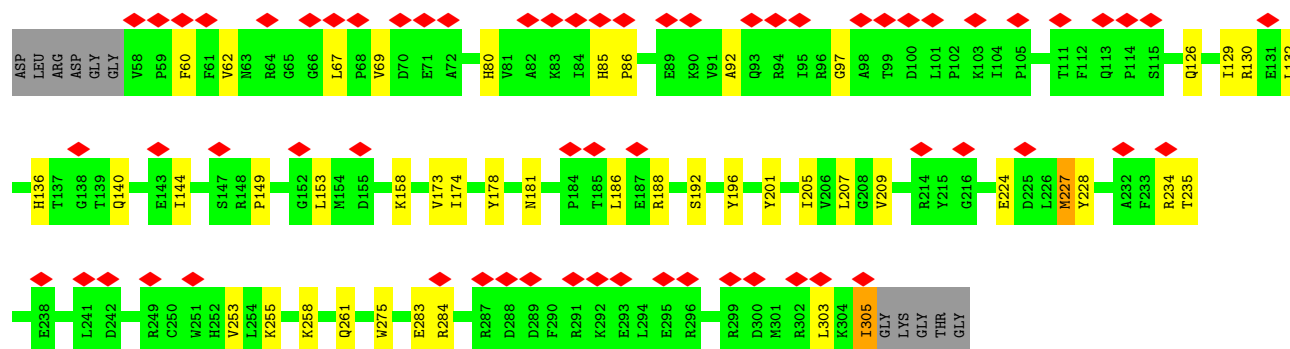 ASP LEU ARG ASP GLY GLY V58 P59 F60 F61 V62 N63 R64 G65 G66 L67 P68 V69 D70 E71 A72 H80 V81 A82 K83 I84 H85 P86 E89 K90 V91 A92 Q93 R94 I95 R96 G97 A98 T99 D100 L101 P102 K103 I104 P105 T111 F112 Q113 P114 S115 Q126 I129 R130 E131 L132
H136 T137 G138 T139 Q140 E143 I144 S147 R148 P149 G152 L153 M154 D155 K158 V173 I174 Y178 N181 P184 T185 L186 E187 R188 S192 Y196 Y201 I205 V206 L207 G208 V209 R214 Y215 G216 E224 D225 L226 M227 Y228 A232 F233 R234 T235
E238 L241 D242 R249 C250 W251 H252 V253 L254 K255 K258 Q261 W275 E283 R284 R287 D288 D289 F290 R291 K292 E293 L294 E295 R296 R299 D300 M301 R302 L303 K304 I305 GLY LYS GLY THR GLY